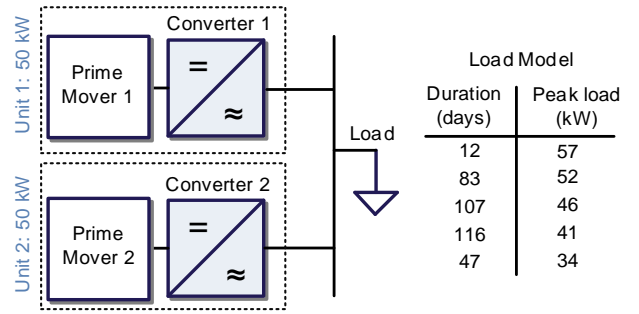 Converter 1
Unit 1: 50 kW
Prime
Mover 1
=
≈
Converter 2
Unit 2: 50 kW
Prime
Mover 2
=
≈
Load
Load Model
Duration (days) Peak load (kW)
12 57
83 52
107 46
116 41
47 34